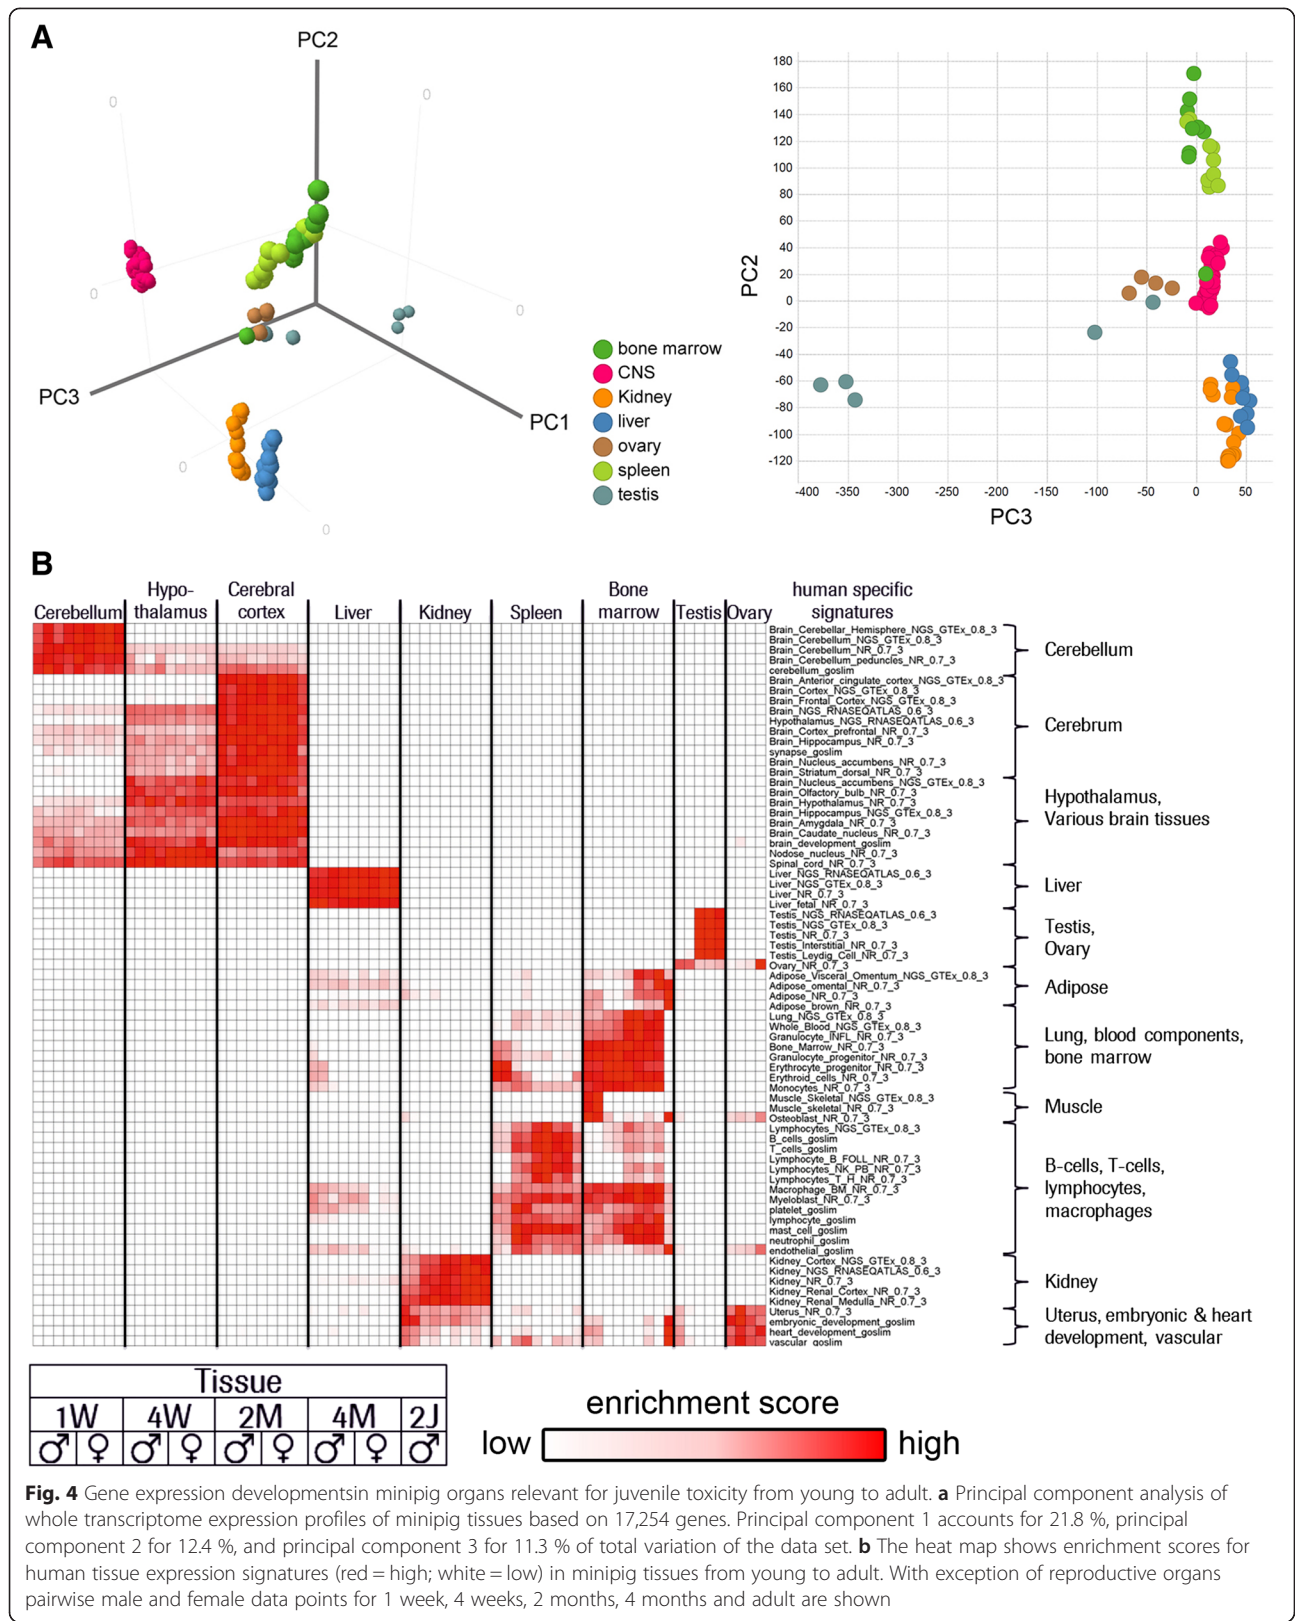 A
PC2
0
0
0
0
0
0
PC3
PC1
bone marrow
CNS
Kidney
liver
ovary
spleen
testis
PC2
180
160
140
120
100
80
60
40
20
0
-20
-40
-60
-80
-100
-120
-400 -350 -300 -250 -200 -150 -100 -50 0 50
PC3
B
Cerebellum
Hypo-
thalamus
Cerebral
cortex
Liver
Kidney
Spleen
Bone
marrow
Testis
Ovary
human specific
signatures
Brain_Cerebellar_Hemisphere_NGS_GTEx_0.8_3
Brain_Cerebellum_NGS_GTEx_0.8_3
Brain_Cerebellum_NR_0.7_3
Brain_Cerebellum_peduncles_NR_0.7_3
cerebellum_goslim
Brain_Anterior_cingulate_cortex_NGS_GTEx_0.8_3
Brain_Cortex_NGS_GTEx_0.8_3
Brain_Frontal_Cortex_NGS_GTEx_0.8_3
Brain_NGS_RNASEQATLAS_0.6_3
Hypothalamus_NGS_RNASEQATLAS_0.6_3
Brain_Cortex_prefrontal_NR_0.7_3
Brain_Hippocampus_NR_0.7_3
synapse_goslim
Brain_Nucleus_accumbens_NR_0.7_3
Brain_Striatum_dorsal_NR_0.7_3
Brain_Nucleus_accumbens_NGS_GTEx_0.8_3
Brain_Olfactory_bulb_NR_0.7_3
Brain_Hypothalamus_NR_0.7_3
Brain_Hippocampus_NGS_GTEx_0.8_3
Brain_Amygdala_NR_0.7_3
Brain_Caudate_nucleus_NR_0.7_3
brain_development_goslim
Nodose_nucleus_NR_0.7_3
Spinal_cord_NR_0.7_3
Liver_NGS_RNASEQATLAS_0.6_3
Liver_NGS_GTEx_0.8_3
Liver_NR_0.7_3
Liver_fetal_NR_0.7_3
Testis_NGS_RNASEQATLAS_0.6_3
Testis_NGS_GTEx_0.8_3
Testis_NR_0.7_3
Testis_Interstitial_NR_0.7_3
Testis_Leydig_Cell_NR_0.7_3
Ovary_NR_0.7_3
Adipose_Visceral_Omentum_NGS_GTEx_0.8_3
Adipose_omental_NR_0.7_3
Adipose_NR_0.7_3
Adipose_brown_NR_0.7_3
Lung_NGS_GTEx_0.8_3
Whole_Blood_NGS_GTEx_0.8_3
Granulocyte_INFL_NR_0.7_3
Bone_Marrow_NR_0.7_3
Granulocyte_progenitor_NR_0.7_3
Erythrocyte_progenitor_NR_0.7_3
Erythroid_cells_NR_0.7_3
Monocytes_NR_0.7_3
Muscle_Skeletal_NGS_GTEx_0.8_3
Muscle_skeletal_NR_0.7_3
Osteoblast_NR_0.7_3
Lymphocytes_NGS_GTEx_0.8_3
B_cells_goslim
T_cells_goslim
Lymphocyte_B_FOLL_NR_0.7_3
Lymphocytes_NK_PB_NR_0.7_3
Lymphocytes_T_H_NR_0.7_3
Macrophage_BM_NR_0.7_3
Myeloblast_NR_0.7_3
platelet_goslim
lymphocyte_goslim
mast_cell_goslim
neutrophil_goslim
endothelial_goslim
Kidney_Cortex_NGS_GTEx_0.8_3
Kidney_NGS_RNASEQATLAS_0.6_3
Kidney_NR_0.7_3
Kidney_Renal_Cortex_NR_0.7_3
Kidney_Renal_Medulla_NR_0.7_3
Uterus_NR_0.7_3
embryonic_development_goslim
heart_development_goslim
vascular_goslim
Cerebellum
Cerebrum
Hypothalamus,
Various brain tissues
Liver
Testis,
Ovary
Adipose
Lung, blood components,
bone marrow
Muscle
B-cells, T-cells,
lymphocytes,
macrophages
Kidney
Uterus, embryonic & heart
development, vascular
Tissue
1W 4W 2M 4M 2J
♂ ♀ ♂ ♀ ♂ ♀ ♂ ♀ ♂
enrichment score
low high
Fig. 4 Gene expression developmentsin minipig organs relevant for juvenile toxicity from young to adult. a Principal component analysis of
whole transcriptome expression profiles of minipig tissues based on 17,254 genes. Principal component 1 accounts for 21.8 %, principal
component 2 for 12.4 %, and principal component 3 for 11.3 % of total variation of the data set. b The heat map shows enrichment scores for
human tissue expression signatures (red = high; white = low) in minipig tissues from young to adult. With exception of reproductive organs
pairwise male and female data points for 1 week, 4 weeks, 2 months, 4 months and adult are shown